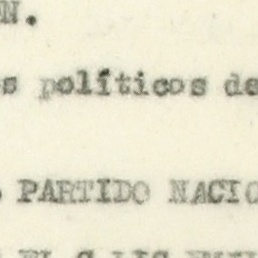 N.
s políticos de
PARTIDO NACIO